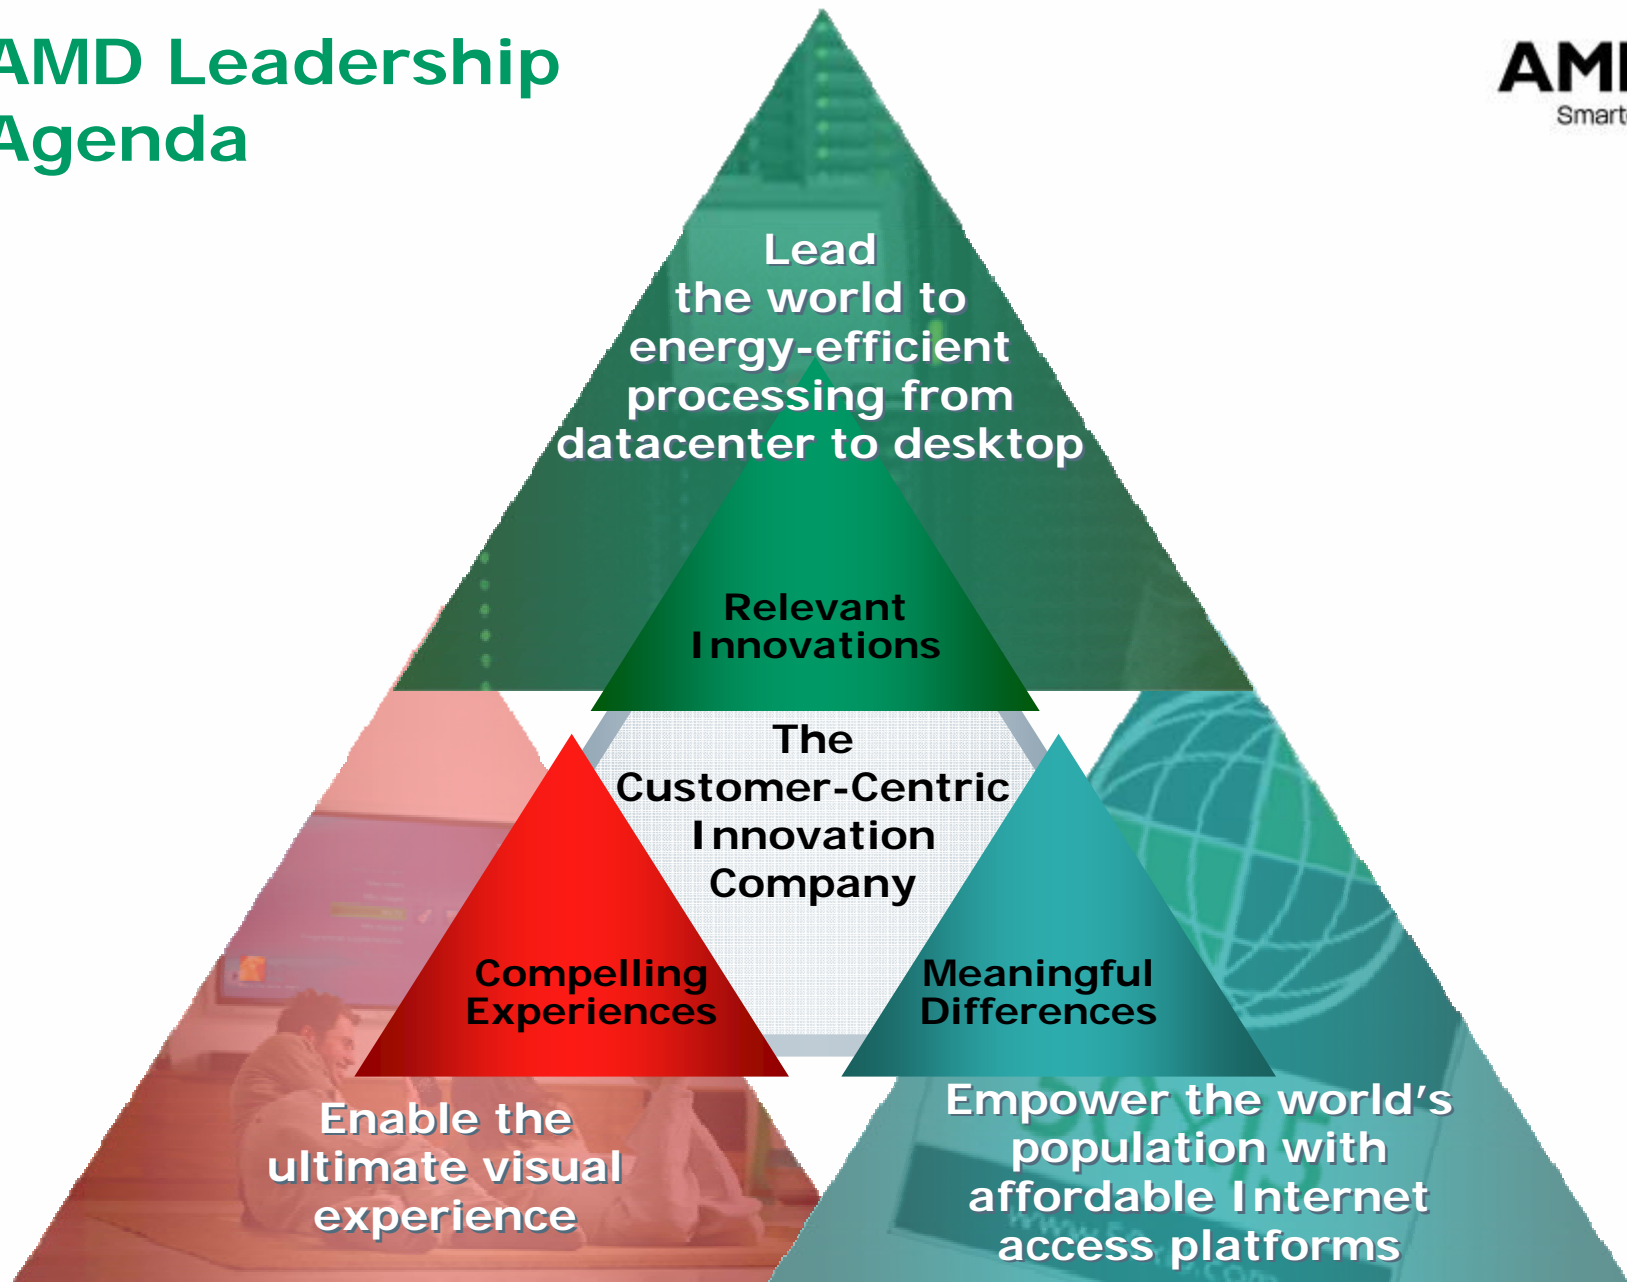 AMD Leadership
Agenda
AM
Smart
Lead
the world to
energy-efficient
processing from
datacenter to desktop
Relevant
Innovations
The
Customer-Centric
Innovation
Company
Compelling
Experiences
Meaningful
Differences
Enable the
ultimate visual
experience
Empower the world's
population with
affordable Internet
access platforms
50x15